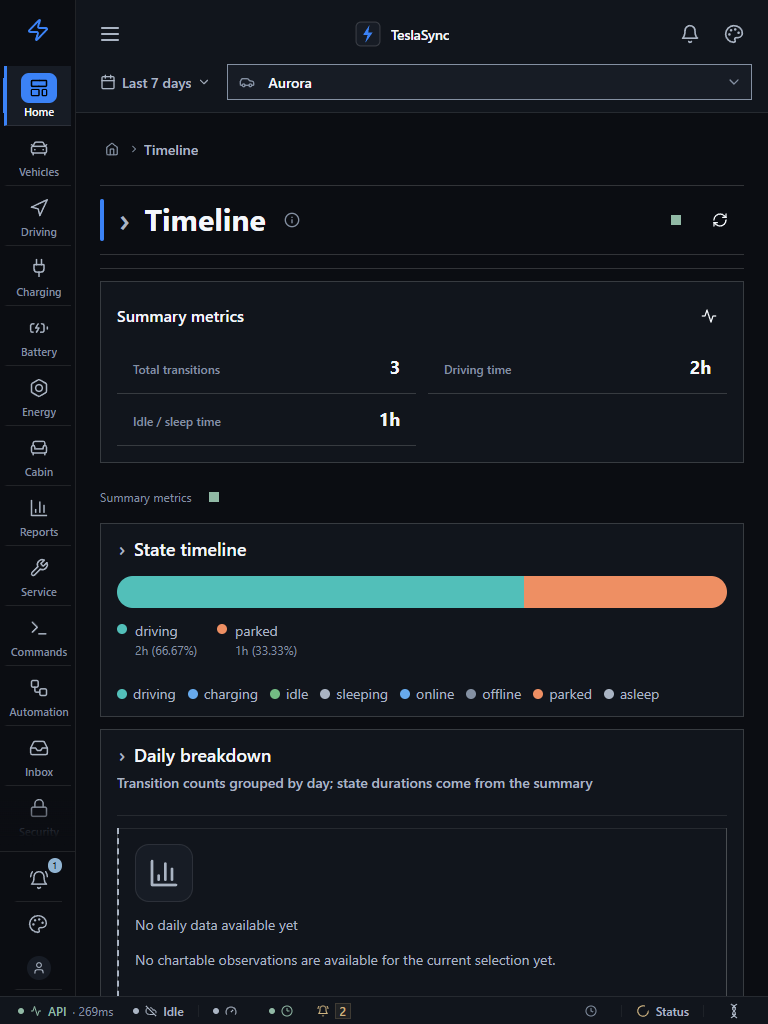 TeslaSync
Last 7 days
Aurora
Home
Vehicles
Driving
Charging
Battery
Energy
Cabin
Reports
Service
Commands
Automation
Inbox
Security
1
Timeline
Timeline
Summary metrics
Total transitions 3
Driving time 2h
Idle / sleep time 1h
Summary metrics
State timeline
driving parked
2h (66.67%) 1h (33.33%)
driving charging idle sleeping online offline parked asleep
Daily breakdown
Transition counts grouped by day; state durations come from the summary
No daily data available yet
No chartable observations are available for the current selection yet.
API · 269ms Idle 2 Status